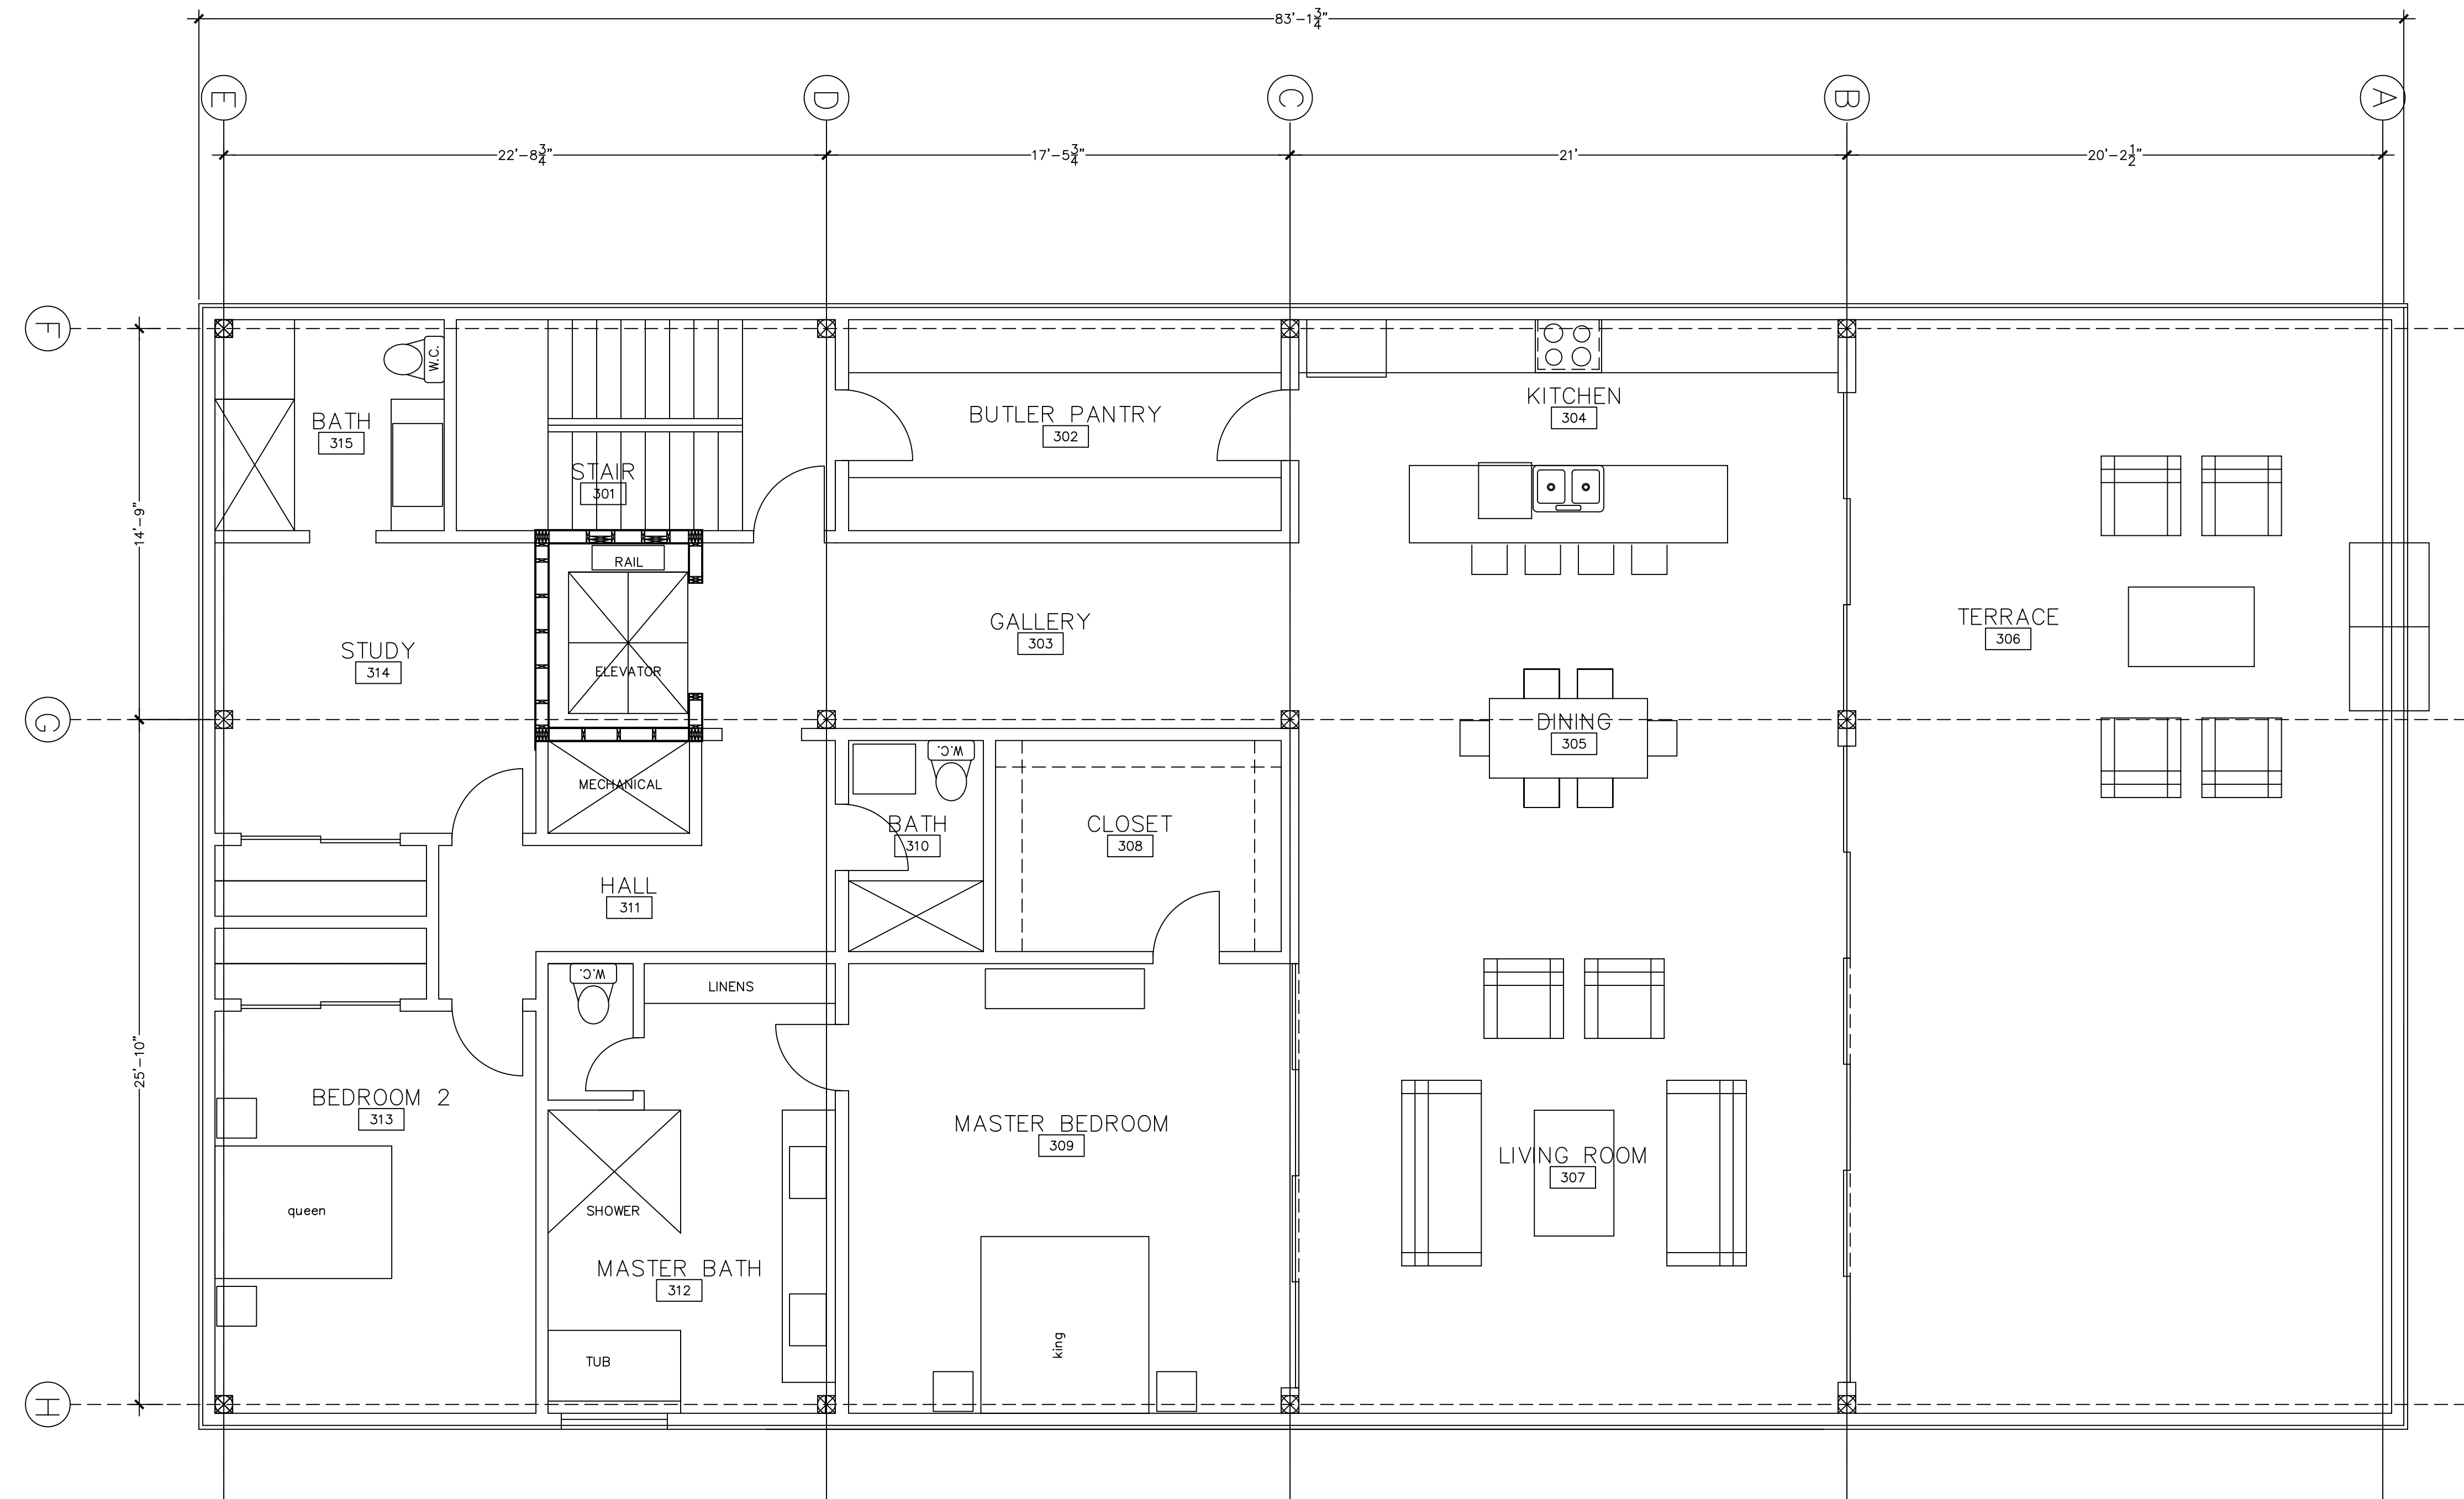 83'-1 3/4"
E
D
C
B
A
22'-8 3/4"
17'-5 3/4"
21'
20'-2 1/2"
F
G
H
14'-9"
25'-10"
W.C.
BATH
315
STAIR
301
BUTLER PANTRY
302
KITCHEN
304
RAIL
ELEVATOR
STUDY
314
GALLERY
303
TERRACE
306
DINING
305
MECHANICAL
W.C.
BATH
310
CLOSET
308
HALL
311
W.C.
LINENS
BEDROOM 2
313
queen
SHOWER
MASTER BATH
312
TUB
MASTER BEDROOM
309
king
LIVING ROOM
307